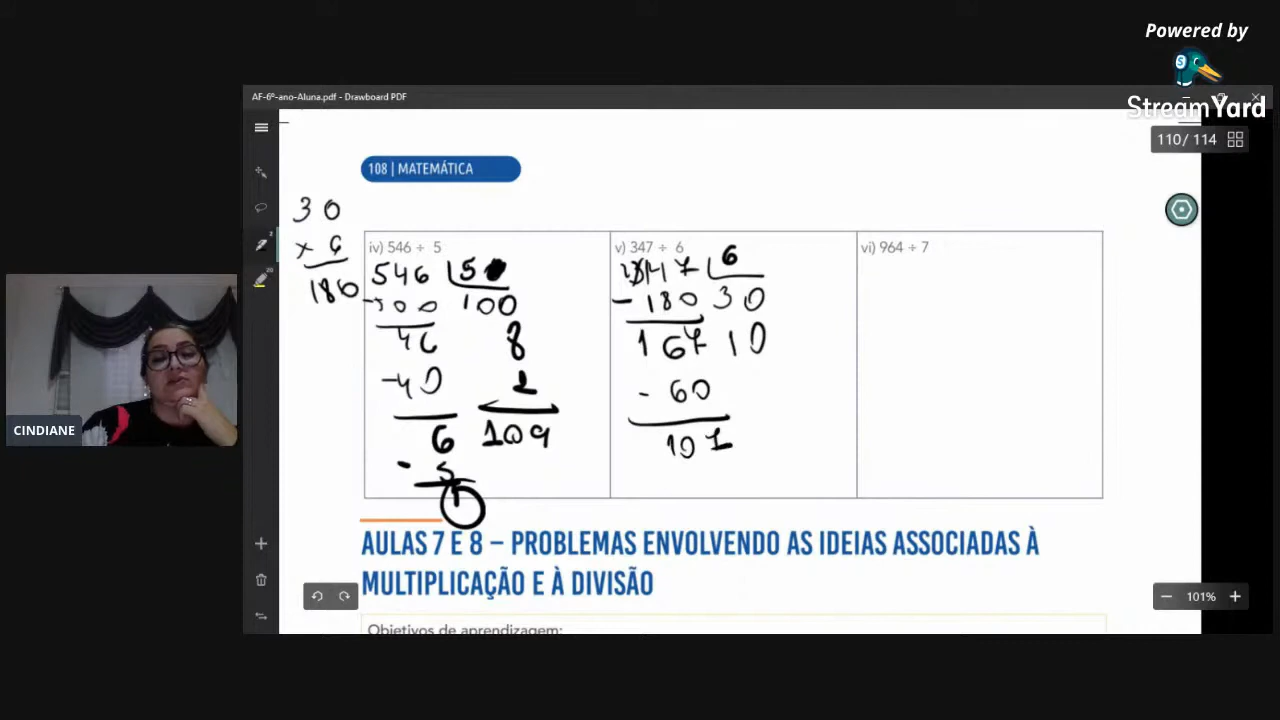 Powered by
StreamYard
AF-6º-ano-Aluna.pdf - Drawboard PDF
110 / 114
108 | MATEMÁTICA
30
× 6
180
iv) 546 ÷ 5
546 5
-500 100
46 8
-40 1
6 109
- 5
1
v) 347 ÷ 6
347 6
- 180 30
167 10
- 60
107
vi) 964 ÷ 7
CINDIANE
AULAS 7 E 8 – PROBLEMAS ENVOLVENDO AS IDEIAS ASSOCIADAS À
MULTIPLICAÇÃO E À DIVISÃO
101%
Objetivos de aprendizagem: